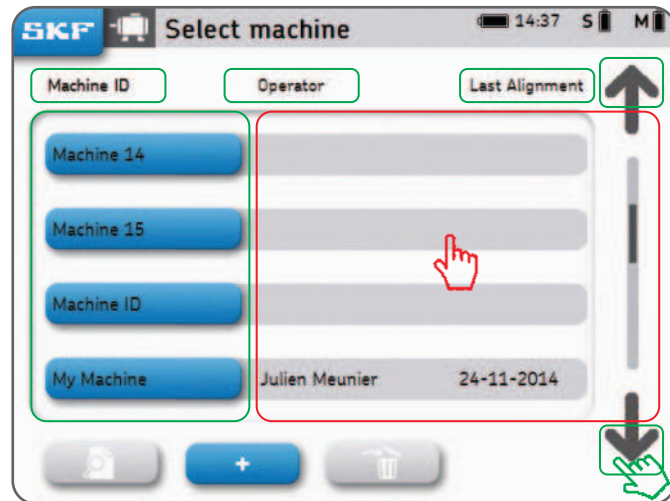 SKF Select machine 14:37 S M
Machine ID Operator Last Alignment
Machine 14
Machine 15
Machine ID
My Machine Julien Meunier 24-11-2014
+